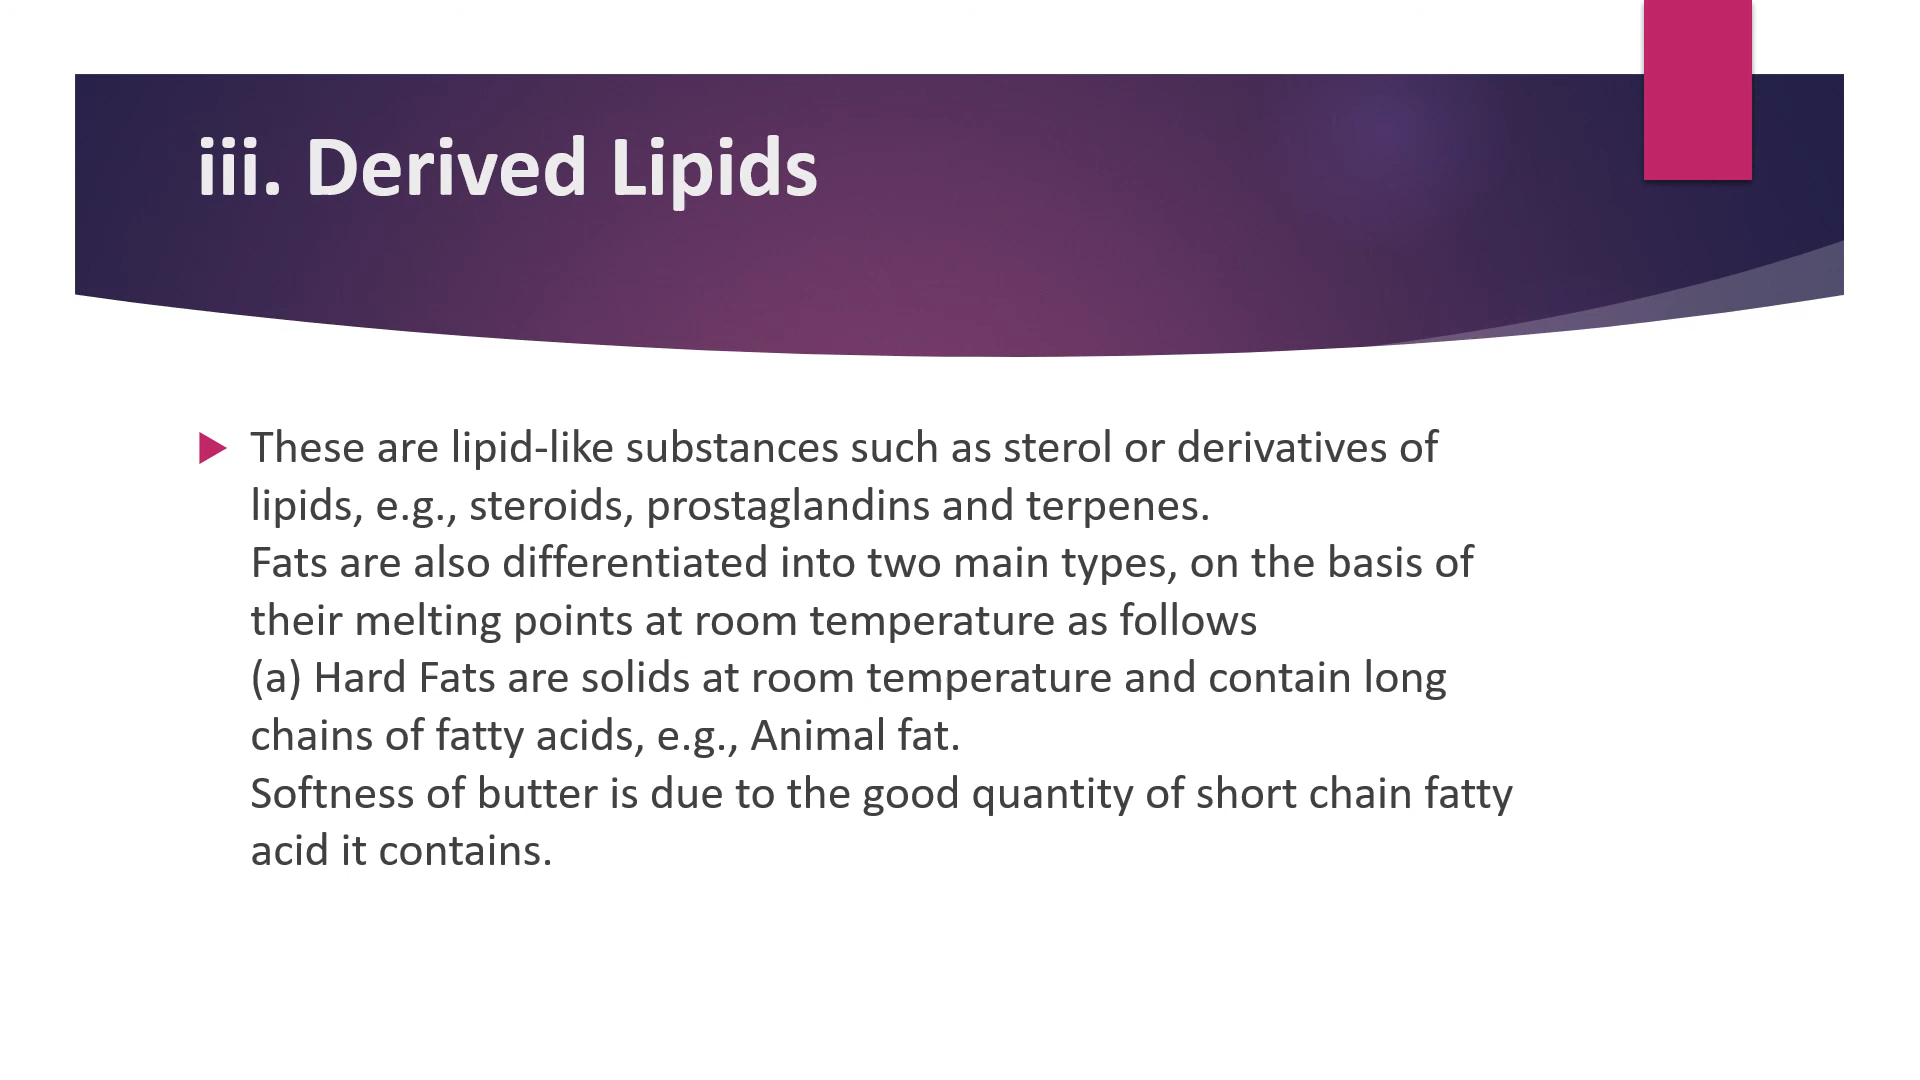 iii. Derived Lipids
These are lipid-like substances such as sterol or derivatives of
lipids, e.g., steroids, prostaglandins and terpenes.
Fats are also differentiated into two main types, on the basis of
their melting points at room temperature as follows
(a) Hard Fats are solids at room temperature and contain long
chains of fatty acids, e.g., Animal fat.
Softness of butter is due to the good quantity of short chain fatty
acid it contains.